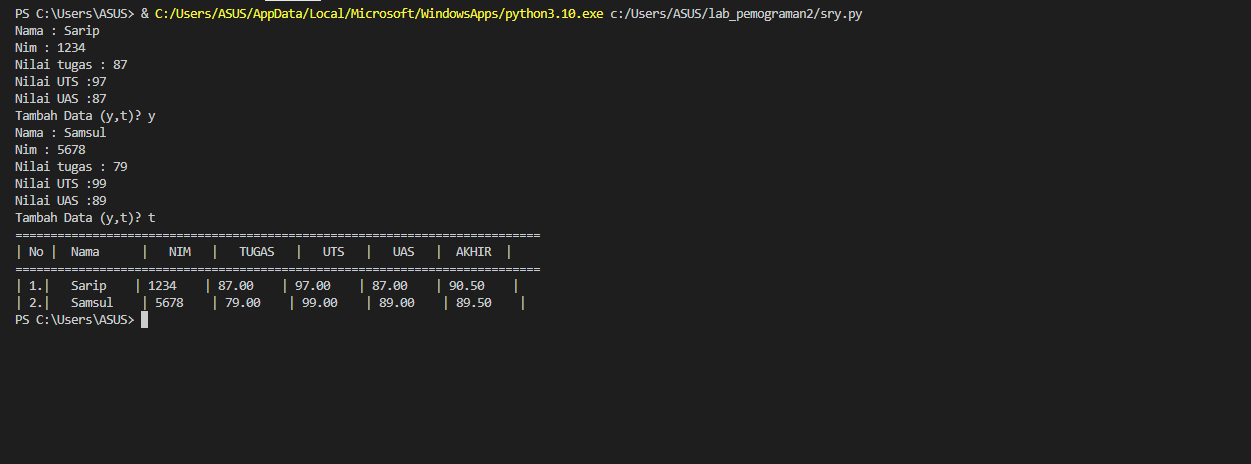 PS C:\Users\ASUS> & C:/Users/ASUS/AppData/Local/Microsoft/WindowsApps/python3.10.exe c:/Users/ASUS/lab_pemograman2/sry.py
Nama : Sarip
Nim : 1234
Nilai tugas : 87
Nilai UTS :97
Nilai UAS :87
Tambah Data (y,t)? y
Nama : Samsul
Nim : 5678
Nilai tugas : 79
Nilai UTS :99
Nilai UAS :89
Tambah Data (y,t)? t
===========================================================================
| No |  Nama      |   NIM   |   TUGAS   |   UTS   |   UAS   |  AKHIR  |
===========================================================================
| 1.|   Sarip    | 1234    | 87.00    | 97.00    | 87.00    | 90.50    |
| 2.|   Samsul    | 5678    | 79.00    | 99.00    | 89.00    | 89.50    |
PS C:\Users\ASUS>